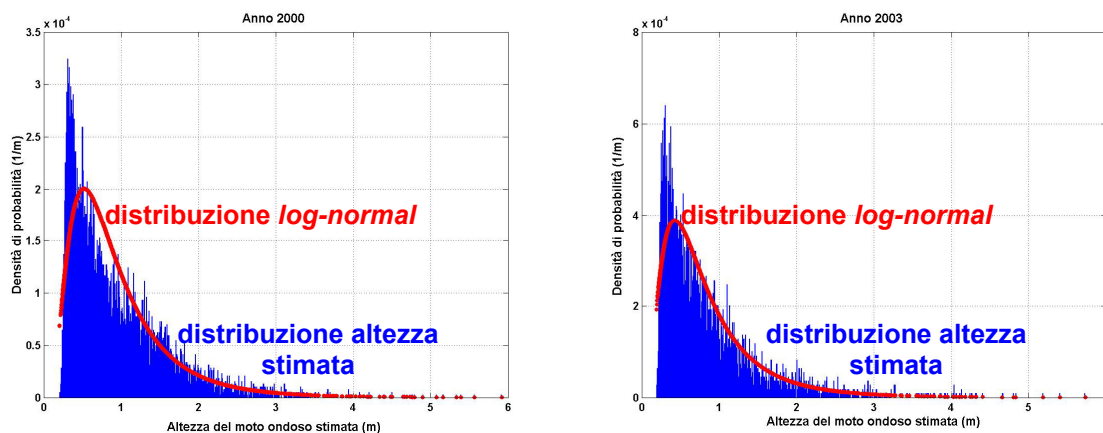 Anno 2000
x 10⁻⁴
3.5
3
2.5
2
1.5
1
0.5
0
Densità di probabilità (1/m)
distribuzione log-normal
distribuzione altezza
stimata
0 1 2 3 4 5 6
Altezza del moto ondoso stimata (m)
Anno 2003
x 10⁻⁴
8
6
4
2
0
Densità di probabilità (1/m)
distribuzione log-normal
distribuzione altezza
stimata
0 1 2 3 4 5
Altezza del moto ondoso stimata (m)